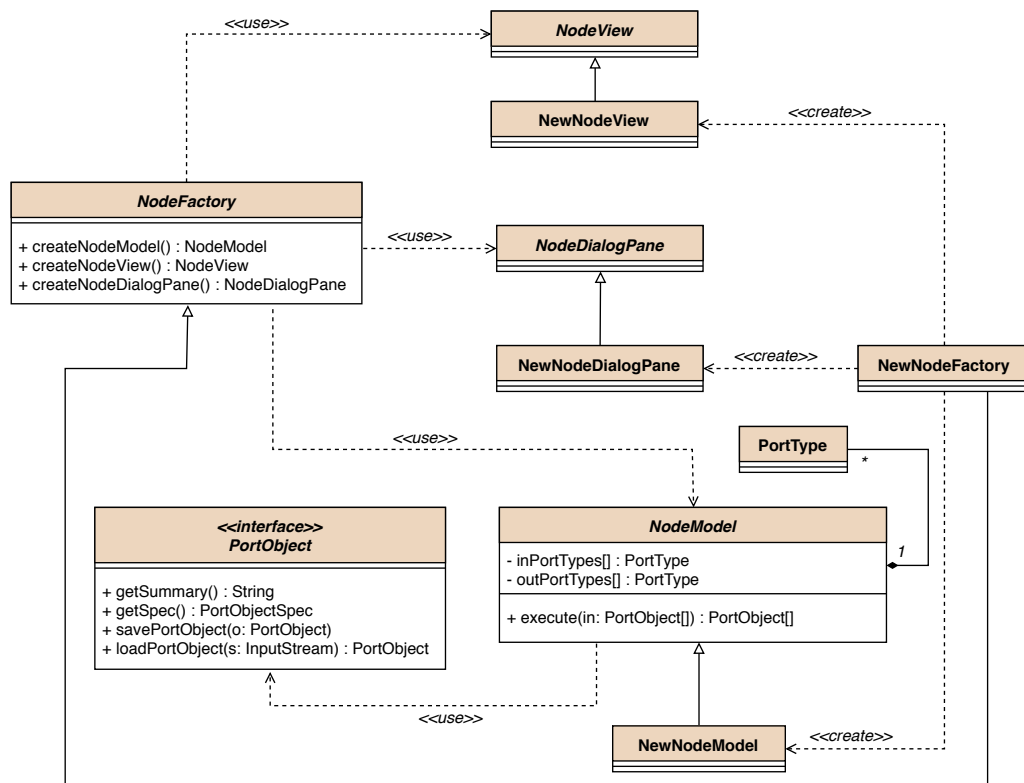 <<use>>
NodeView
NewNodeView
<<create>>
NodeFactory
+ createNodeModel() : NodeModel
+ createNodeView() : NodeView
+ createNodeDialogPane() : NodeDialogPane
<<use>>
NodeDialogPane
NewNodeDialogPane
<<create>>
NewNodeFactory
<<use>>
PortType
*
1
<<interface>>
PortObject
+ getSummary() : String
+ getSpec() : PortObjectSpec
+ savePortObject(o: PortObject)
+ loadPortObject(s: InputStream) : PortObject
NodeModel
- inPortTypes[] : PortType
- outPortTypes[] : PortType
+ execute(in: PortObject[]) : PortObject[]
<<use>>
NewNodeModel
<<create>>